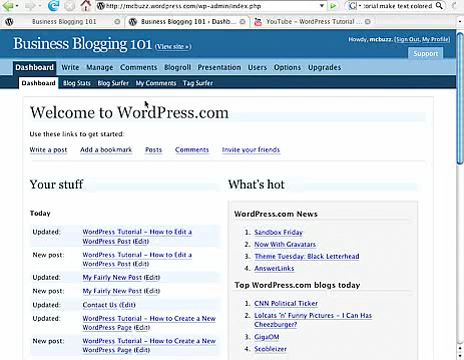 http://mcbuzz.wordpress.com/wp-admin/index.php
torial make text colored
Business Blogging 101
Business Blogging 101 - Dashb...
YouTube - WordPress Tutorial ...
Business Blogging 101 (View site »)
Howdy, mcbuzz. [Sign Out, My Profile]
Support
Dashboard Write Manage Comments Blogroll Presentation Users Options Upgrades
Dashboard Blog Stats Blog Surfer My Comments Tag Surfer
Welcome to WordPress.com
Use these links to get started:
Write a post Add a bookmark Posts Comments Invite your friends
Your stuff
Today
Updated: WordPress Tutorial - How to Edit a
WordPress Post (Edit)
New post: WordPress Tutorial - How to Edit a
WordPress Post (Edit)
Updated: My Fairly New Post (Edit)
New post: My Fairly New Post (Edit)
Updated: Contact Us (Edit)
Updated: WordPress Tutorial - How to Create a New
WordPress Page (Edit)
New post: WordPress Tutorial - How to Create a New
WordPress Page (Edit)
What's hot
WordPress.com News
1. Sandbox Friday
2. Now With Gravatars
3. Theme Tuesday: Black Letterhead
4. AnswerLinks
Top WordPress.com blogs today
1. CNN Political Ticker
2. Lolcats 'n' Funny Pictures - I Can Has
Cheezburger?
3. GigaOM
4. Scobleizer